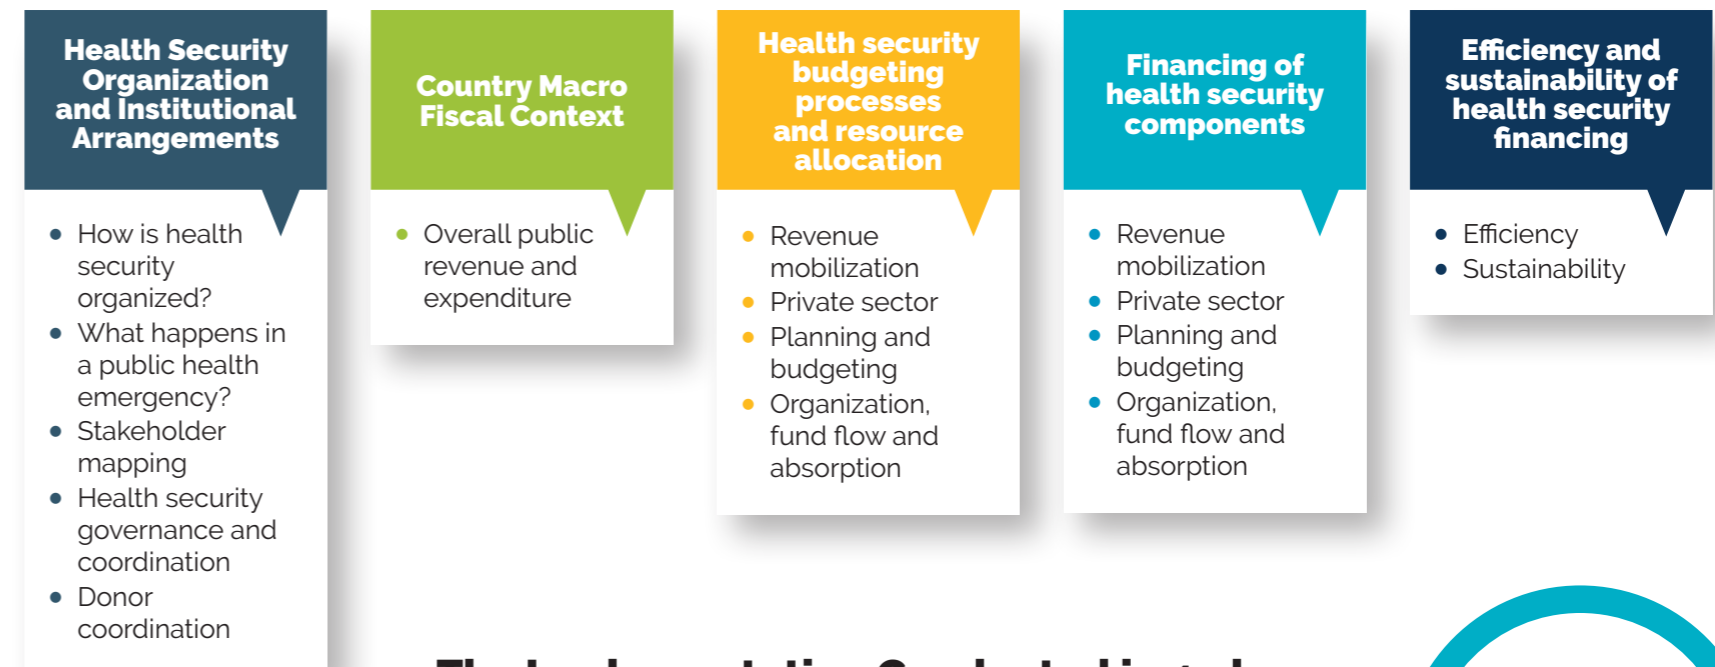 Health Security
Organization
and Institutional
Arrangements
• How is health
security
organized?
• What happens in
a public health
emergency?
• Stakeholder
mapping
• Health security
governance and
coordination
• Donor
coordination
Country Macro
Fiscal Context
• Overall public
revenue and
expenditure
Health security
budgeting
processes
and resource
allocation
• Revenue
mobilization
• Private sector
• Planning and
budgeting
• Organization,
fund flow and
absorption
Financing of
health security
components
• Revenue
mobilization
• Private sector
• Planning and
budgeting
• Organization,
fund flow and
absorption
Efficiency and
sustainability of
health security
financing
• Efficiency
• Sustainability